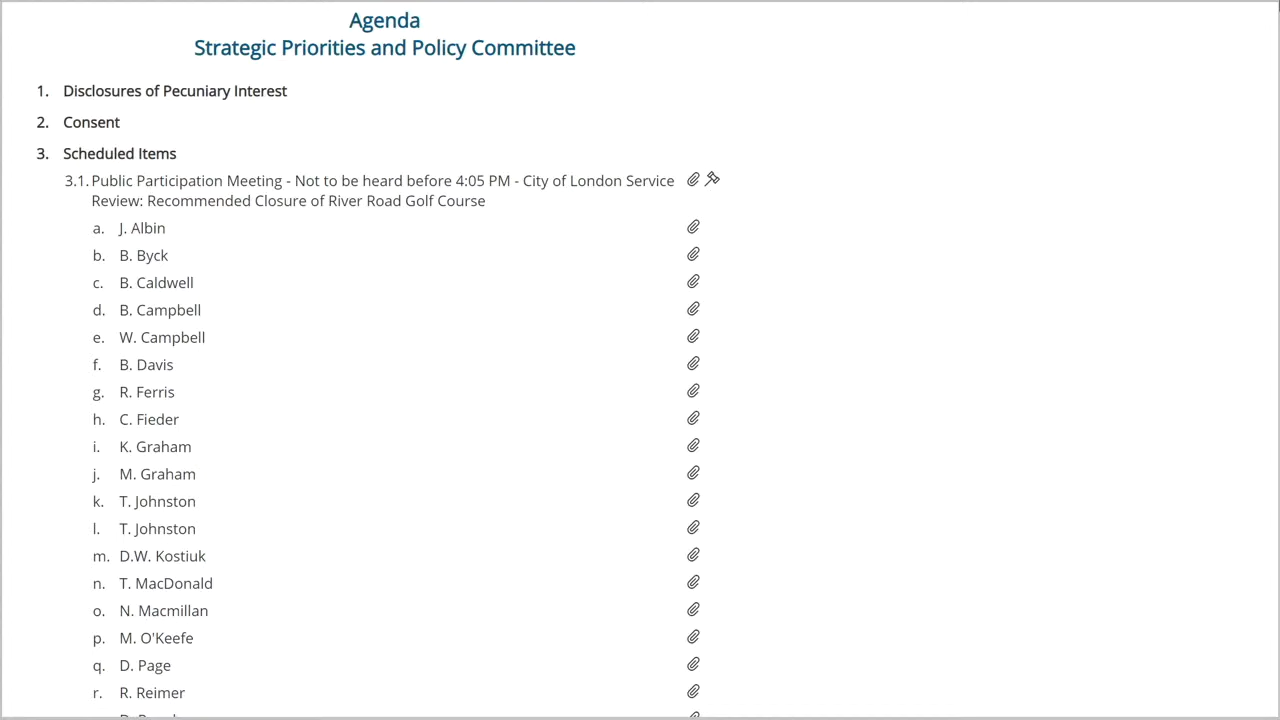 Agenda
Strategic Priorities and Policy Committee
1. Disclosures of Pecuniary Interest
2. Consent
3. Scheduled Items
3.1. Public Participation Meeting - Not to be heard before 4:05 PM - City of London Service
Review: Recommended Closure of River Road Golf Course
a. J. Albin
b. B. Byck
c. B. Caldwell
d. B. Campbell
e. W. Campbell
f. B. Davis
g. R. Ferris
h. C. Fieder
i. K. Graham
j. M. Graham
k. T. Johnston
l. T. Johnston
m. D.W. Kostiuk
n. T. MacDonald
o. N. Macmillan
p. M. O'Keefe
q. D. Page
r. R. Reimer